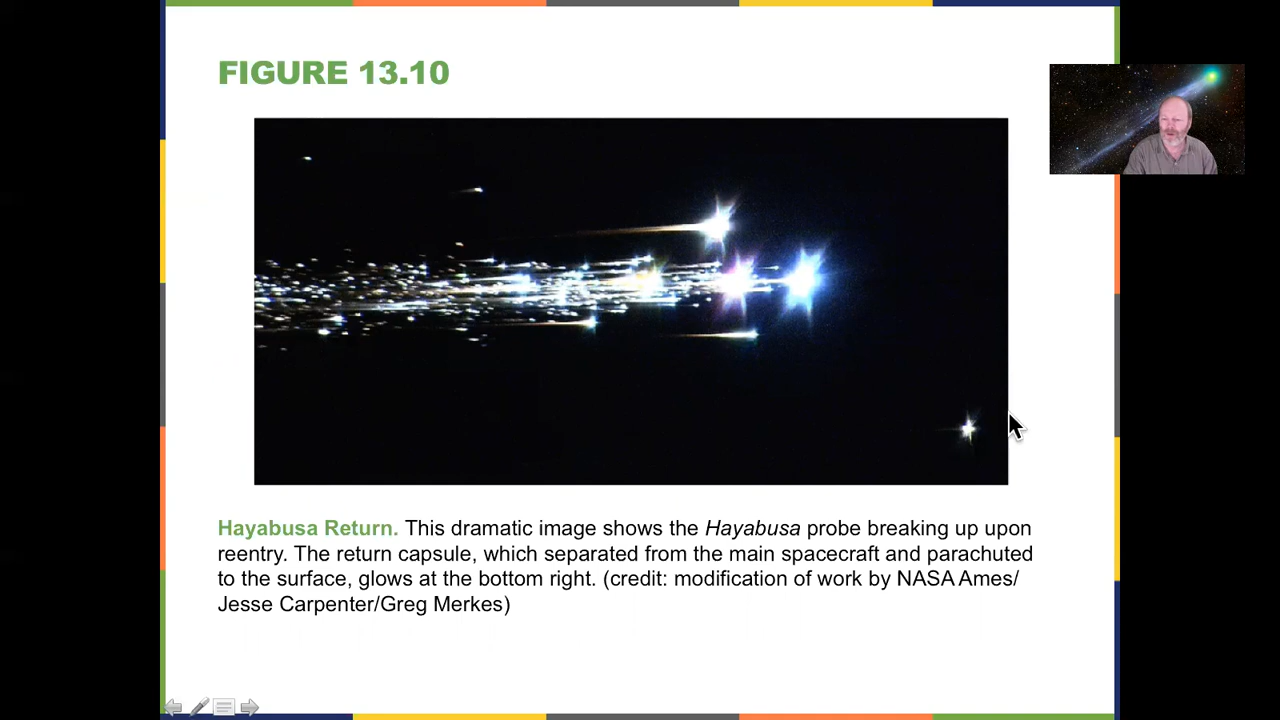 FIGURE 13.10
Hayabusa Return. This dramatic image shows the Hayabusa probe breaking up upon
reentry. The return capsule, which separated from the main spacecraft and parachuted
to the surface, glows at the bottom right. (credit: modification of work by NASA Ames/
Jesse Carpenter/Greg Merkes)